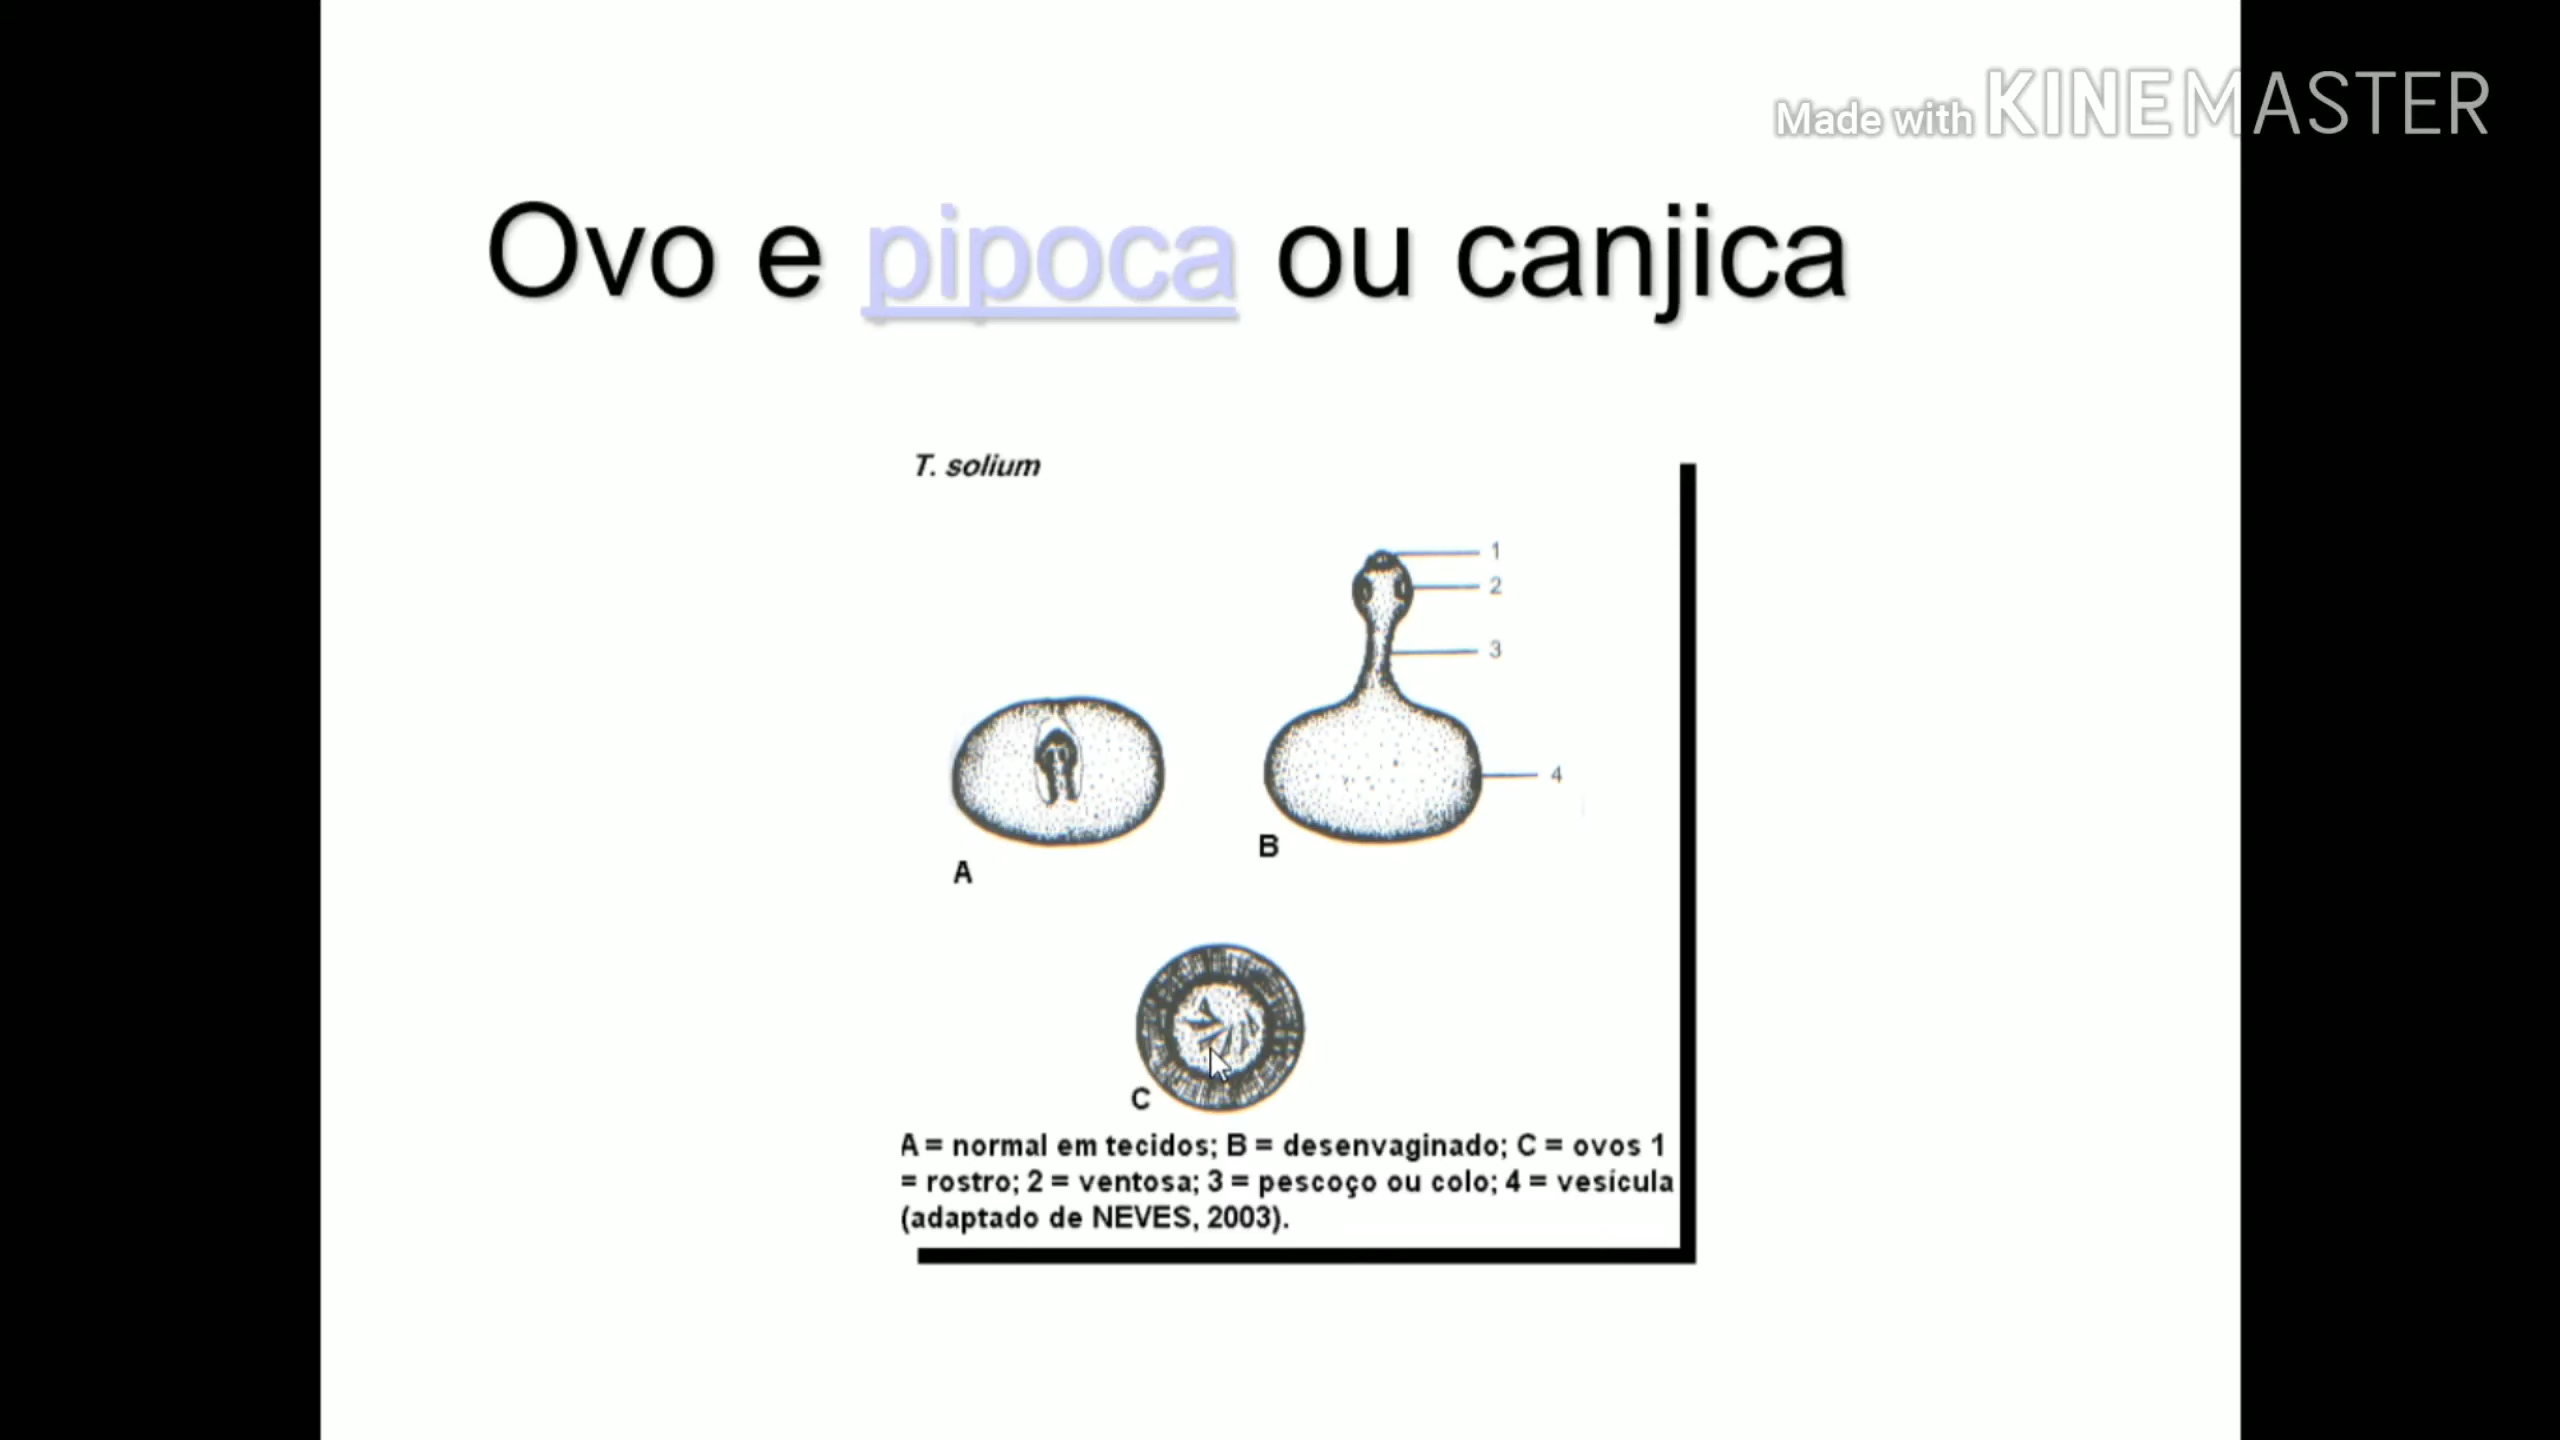 Made with KINEMASTER
Ovo e pipoca ou canjica
T. solium
1
2
3
4
A
B
C
A = normal em tecidos; B = desenvaginado; C = ovos 1
= rostro; 2 = ventosa; 3 = pescoço ou colo; 4 = vesícula
(adaptado de NEVES, 2003).